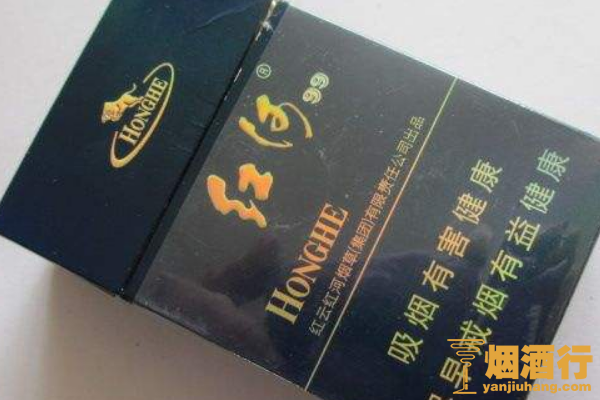 HONGHE
红河 99
®
HONGHE
红云红河烟草(集团)有限责任公司出品
吸烟有害健康
早戒烟有益健康
烟酒行
yanjiuhang.com